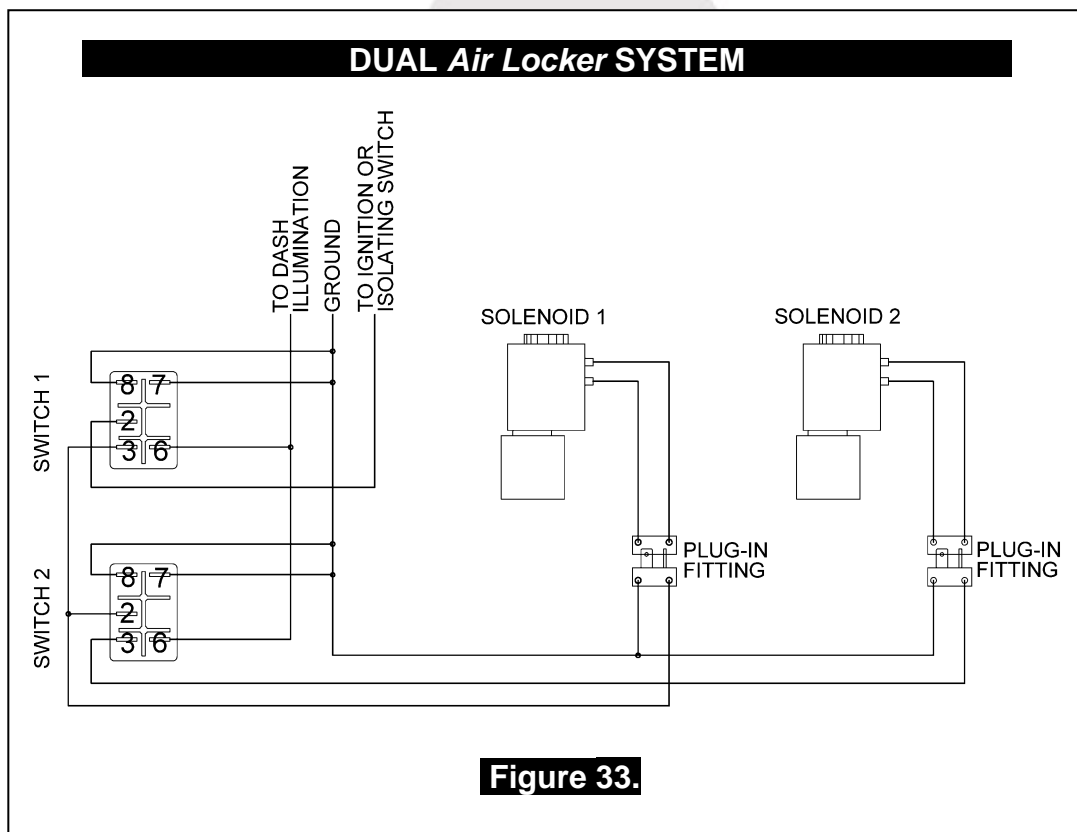 DUAL Air Locker SYSTEM
TO DASH
ILLUMINATION
GROUND
TO IGNITION OR
ISOLATING SWITCH
SOLENOID 1
SOLENOID 2
SWITCH 1
8 7
2
3 6
SWITCH 2
8 7
2
3 6
PLUG-IN
FITTING
PLUG-IN
FITTING
Figure 33.